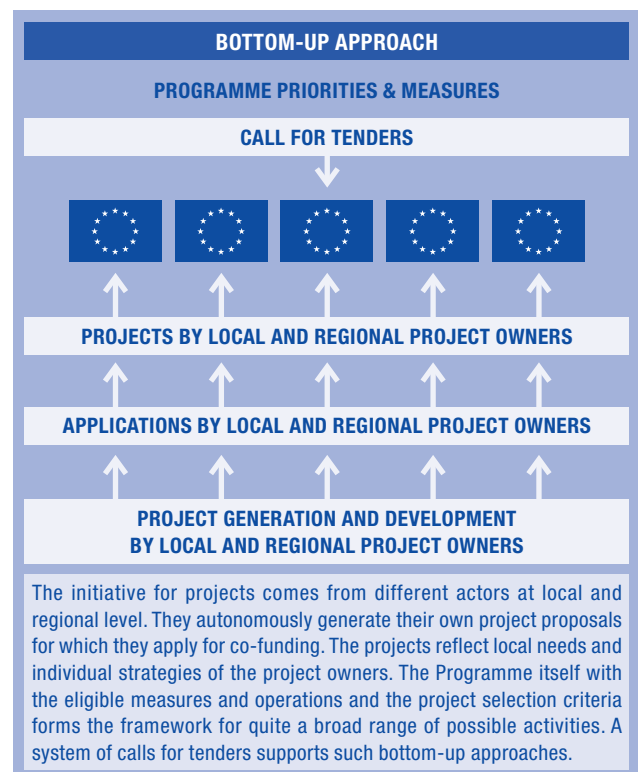 BOTTOM-UP APPROACH
PROGRAMME PRIORITIES & MEASURES
CALL FOR TENDERS
PROJECTS BY LOCAL AND REGIONAL PROJECT OWNERS
APPLICATIONS BY LOCAL AND REGIONAL PROJECT OWNERS
PROJECT GENERATION AND DEVELOPMENT
BY LOCAL AND REGIONAL PROJECT OWNERS
The initiative for projects comes from different actors at local and
regional level. They autonomously generate their own project proposals
for which they apply for co-funding. The projects reflect local needs and
individual strategies of the project owners. The Programme itself with
the eligible measures and operations and the project selection criteria
forms the framework for quite a broad range of possible activities. A
system of calls for tenders supports such bottom-up approaches.